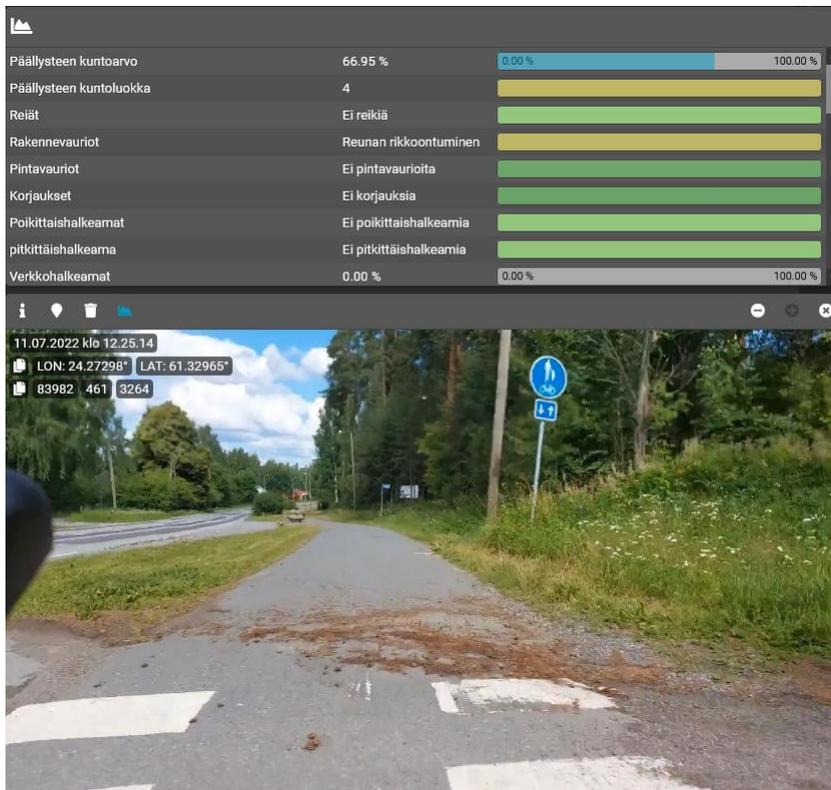 Päällysteen kuntoarvo 66.95 % 0.00 % 100.00 %
Päällysteen kuntoluokka 4
Reiät Ei reikiä
Rakennevauriot Reunan rikkoontuminen
Pintavauriot Ei pintavaurioita
Korjaukset Ei korjauksia
Poikittaishalkeamat Ei poikittaishalkeamia
pitkittäishalkeama Ei pitkittäishalkeamia
Verkkohalkeamat 0.00 % 0.00 % 100.00 %
11.07.2022 klo 12.25.14
LON: 24.27298° LAT: 61.32965°
83982 461 3264